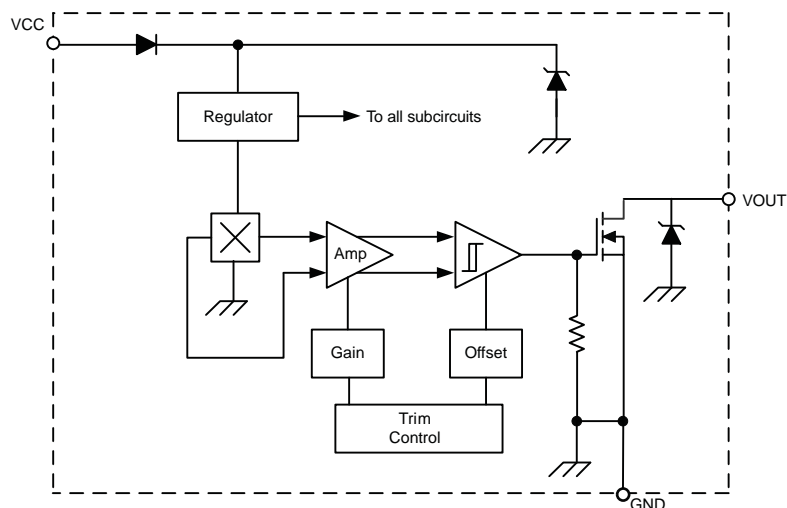 VCC
Regulator
To all subcircuits
VOUT
Amp
Gain
Offset
Trim
Control
GND